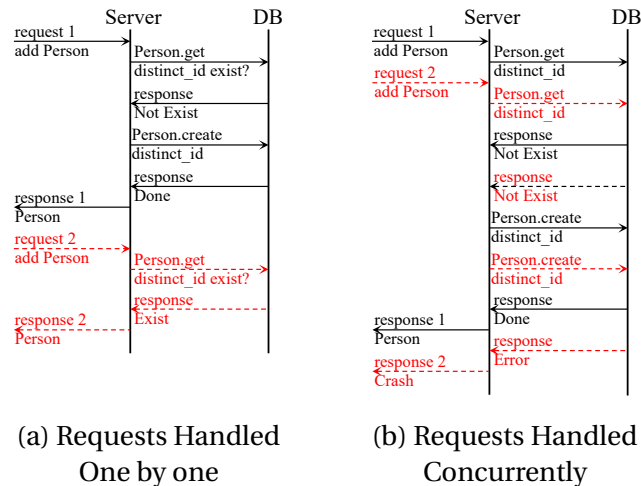 Server DB
request 1
add Person
Person.get
distinct_id exist?
response
Not Exist
Person.create
distinct_id
response
Done
response 1
Person
request 2
add Person
Person.get
distinct_id exist?
response
Exist
response 2
Person
(a) Requests Handled
One by one
Server DB
request 1
add Person
Person.get
distinct_id
request 2
add Person
Person.get
distinct_id
response
Not Exist
response
Not Exist
Person.create
distinct_id
Person.create
distinct_id
response
Done
response 1
Person
response
Error
response 2
Crash
(b) Requests Handled
Concurrently